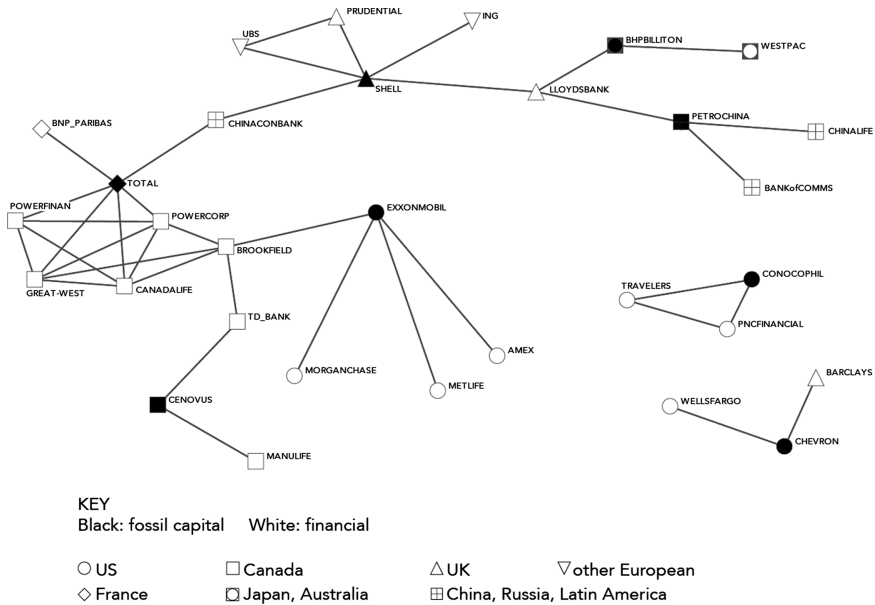 PRUDENTIAL
ING
UBS
BHPBILLITON
WESTPAC
SHELL
LLOYDSBANK
PETROCHINA
BNP_PARIBAS
CHINACONBANK
CHINALIFE
TOTAL
BANKofCOMMS
POWERFINAN
POWERCORP
EXXONMOBIL
BROOKFIELD
CONOCOPHIL
GREAT-WEST
CANADALIFE
TRAVELERS
TD_BANK
PNCFINANCIAL
AMEX
MORGANCHASE
BARCLAYS
METLIFE
CENOVUS
WELLSFARGO
CHEVRON
MANULIFE
KEY
Black: fossil capital White: financial
US Canada UK other European
France Japan, Australia China, Russia, Latin America